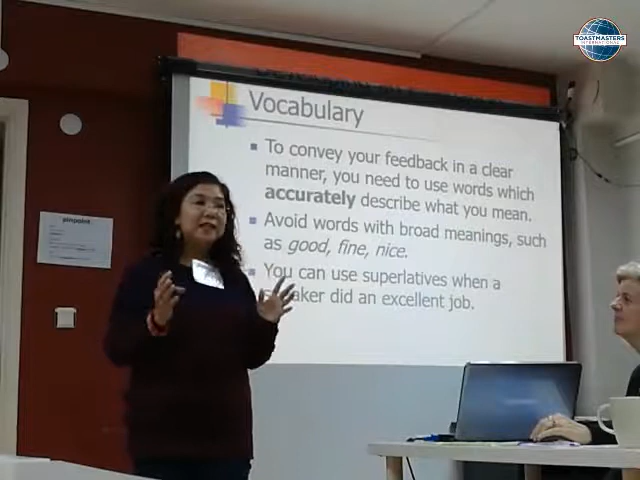 TOASTMASTERS
INTERNATIONAL
Vocabulary
To convey your feedback in a clear
manner, you need to use words which
accurately describe what you mean.
Avoid words with broad meanings, such
as good, fine, nice.
You can use superlatives when a
did an excellent job.
pinpoint